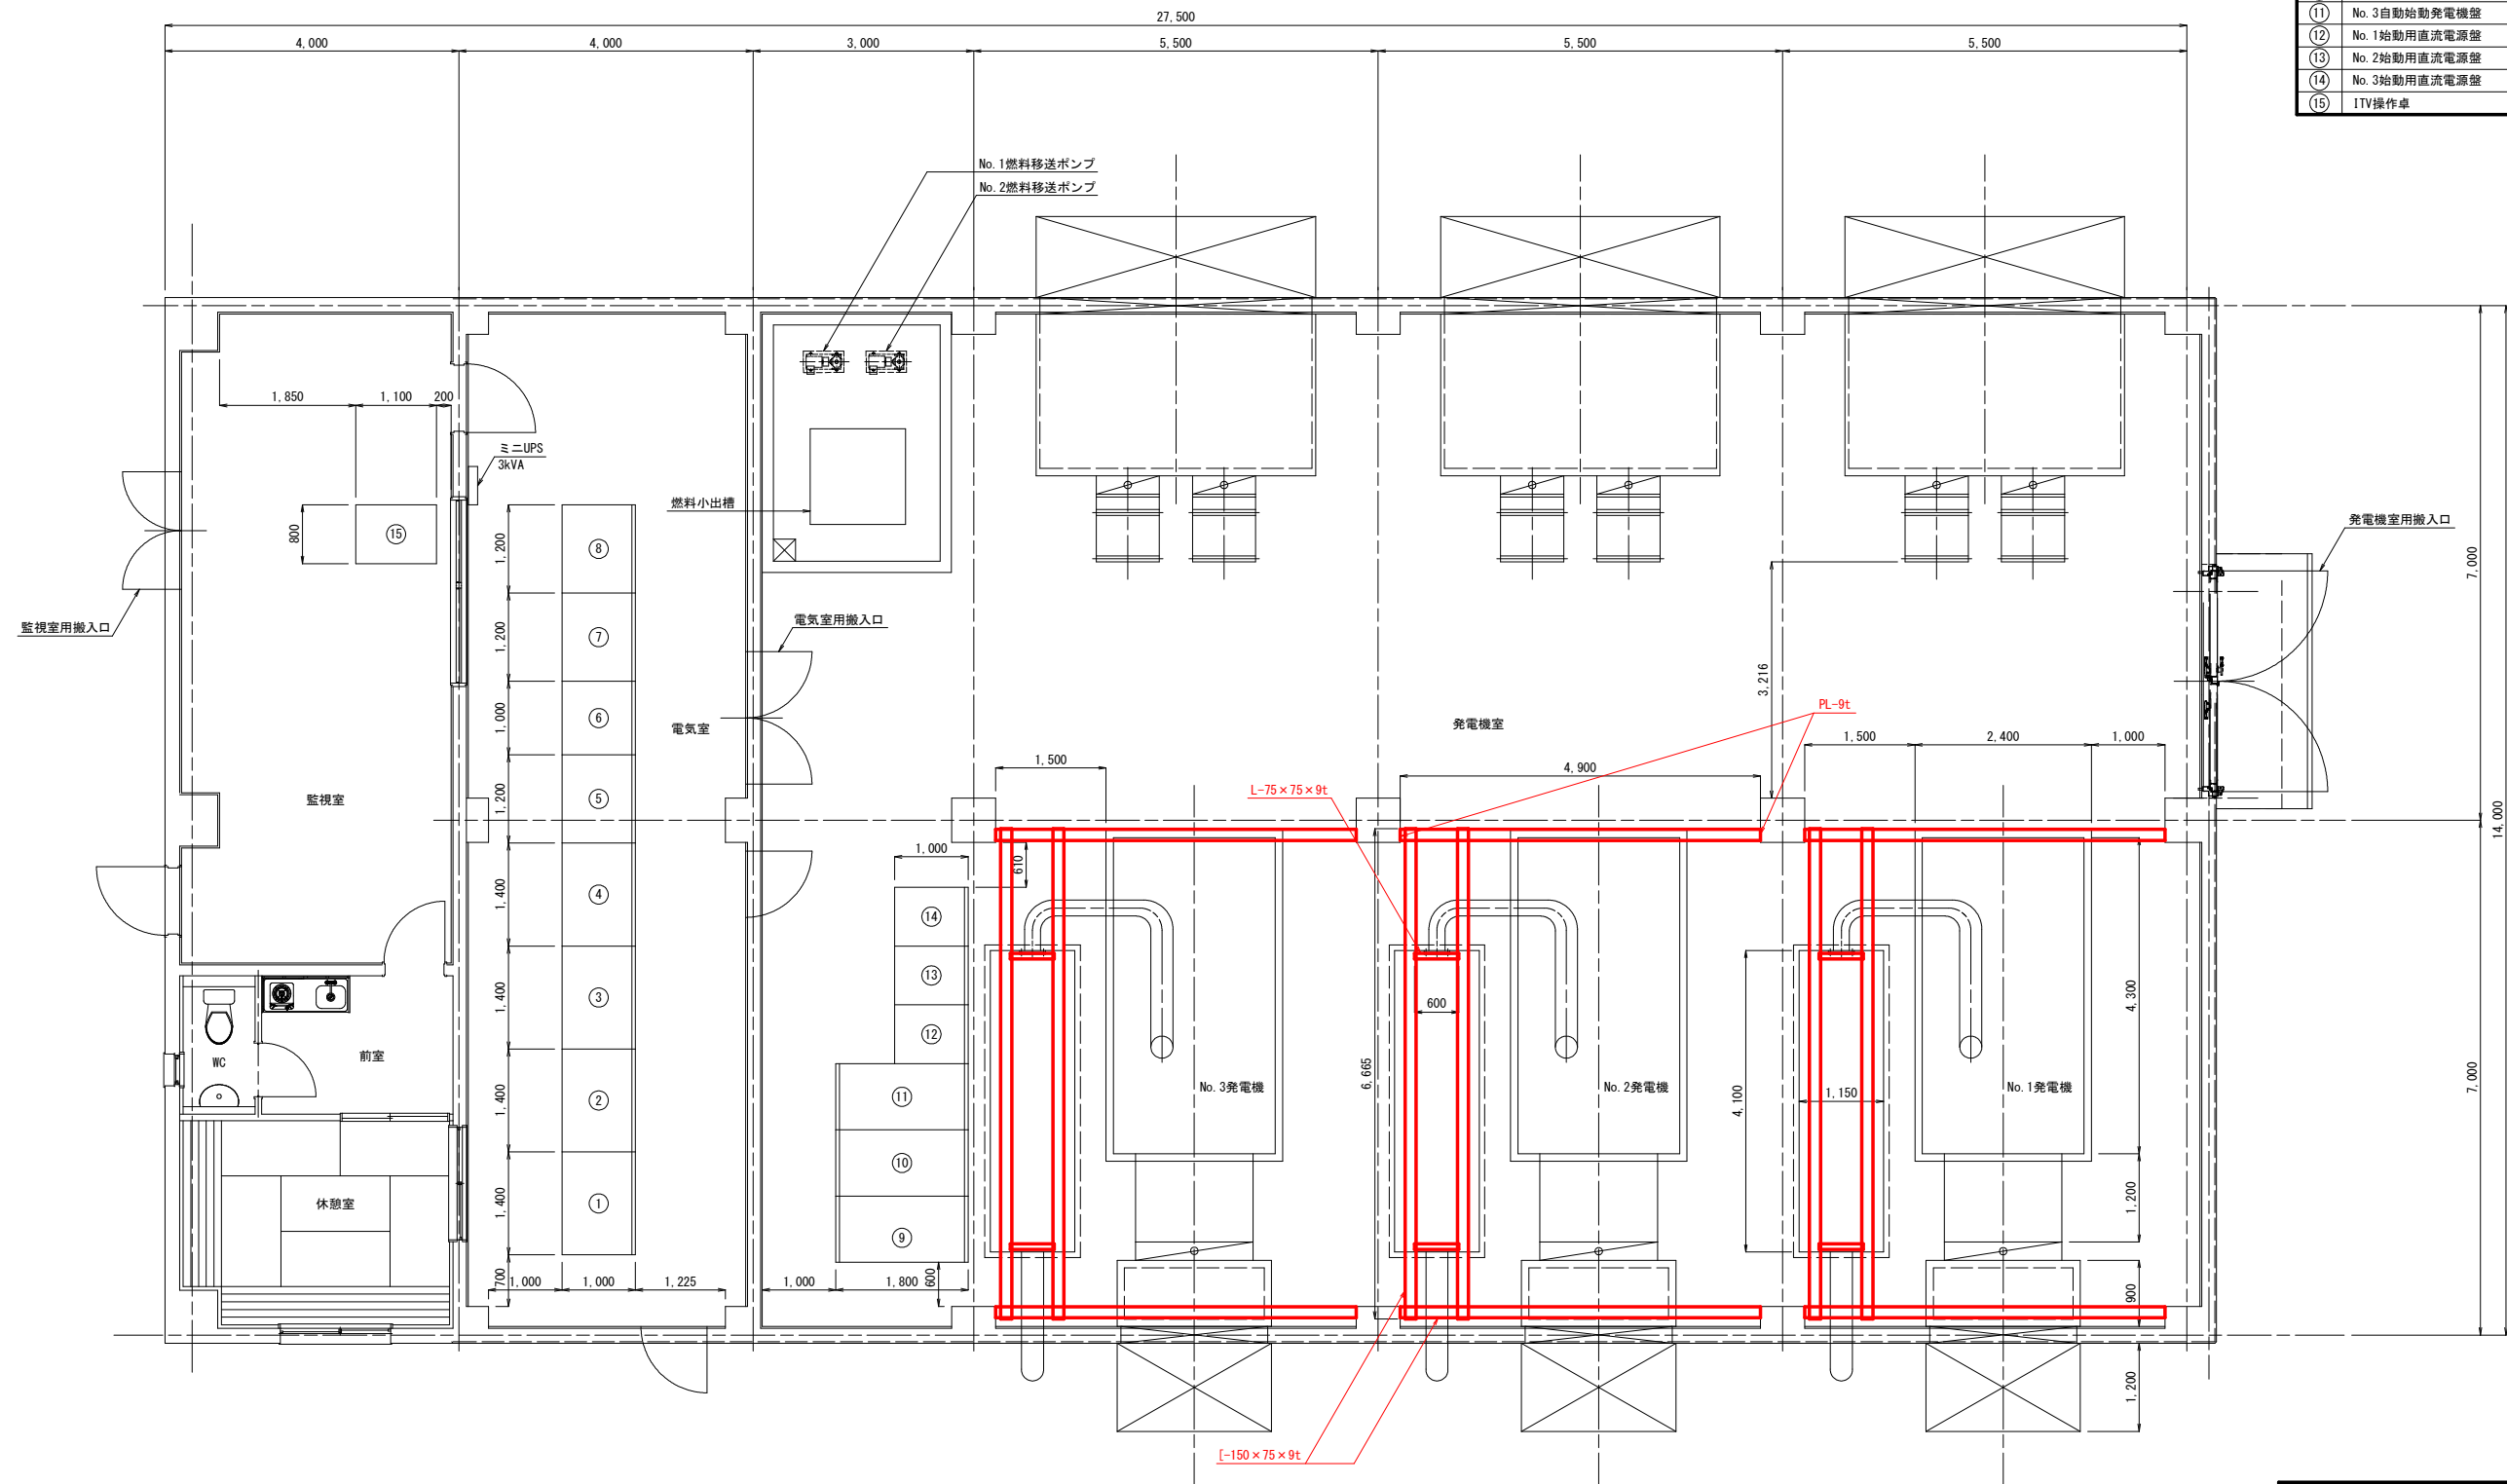 27,500
4,000
4,000
3,000
5,500
5,500
5,500
⑪ No.3自動始動発電機盤
⑫ No.1始動用直流電源盤
⑬ No.2始動用直流電源盤
⑭ No.3始動用直流電源盤
⑮ ITV操作卓
No.1燃料移送ポンプ
No.2燃料移送ポンプ
1,850
1,100
200
ミニUPS
3kVA
燃料小出槽
800
⑮
1,200
⑧
発電機室用搬入口
7,000
監視室用搬入口
1,200
⑦
電気室用搬入口
3,216
1,000
⑥
電気室
発電機室
PL-9t
1,500
2,400
1,000
1,500
4,900
L-75×75×9t
監視室
1,200
⑤
14,000
1,000
610
1,400
④
⑭
⑬
1,400
③
600
4,300
⑫
前室
WC
6,665
No.3発電機
No.2発電機
No.1発電機
7,000
1,400
②
⑪
4,100
1,150
⑩
休憩室
1,400
①
⑨
1,200
700
1,000
1,000
1,225
1,000
1,800
600
900
1,200
[-150×75×9t